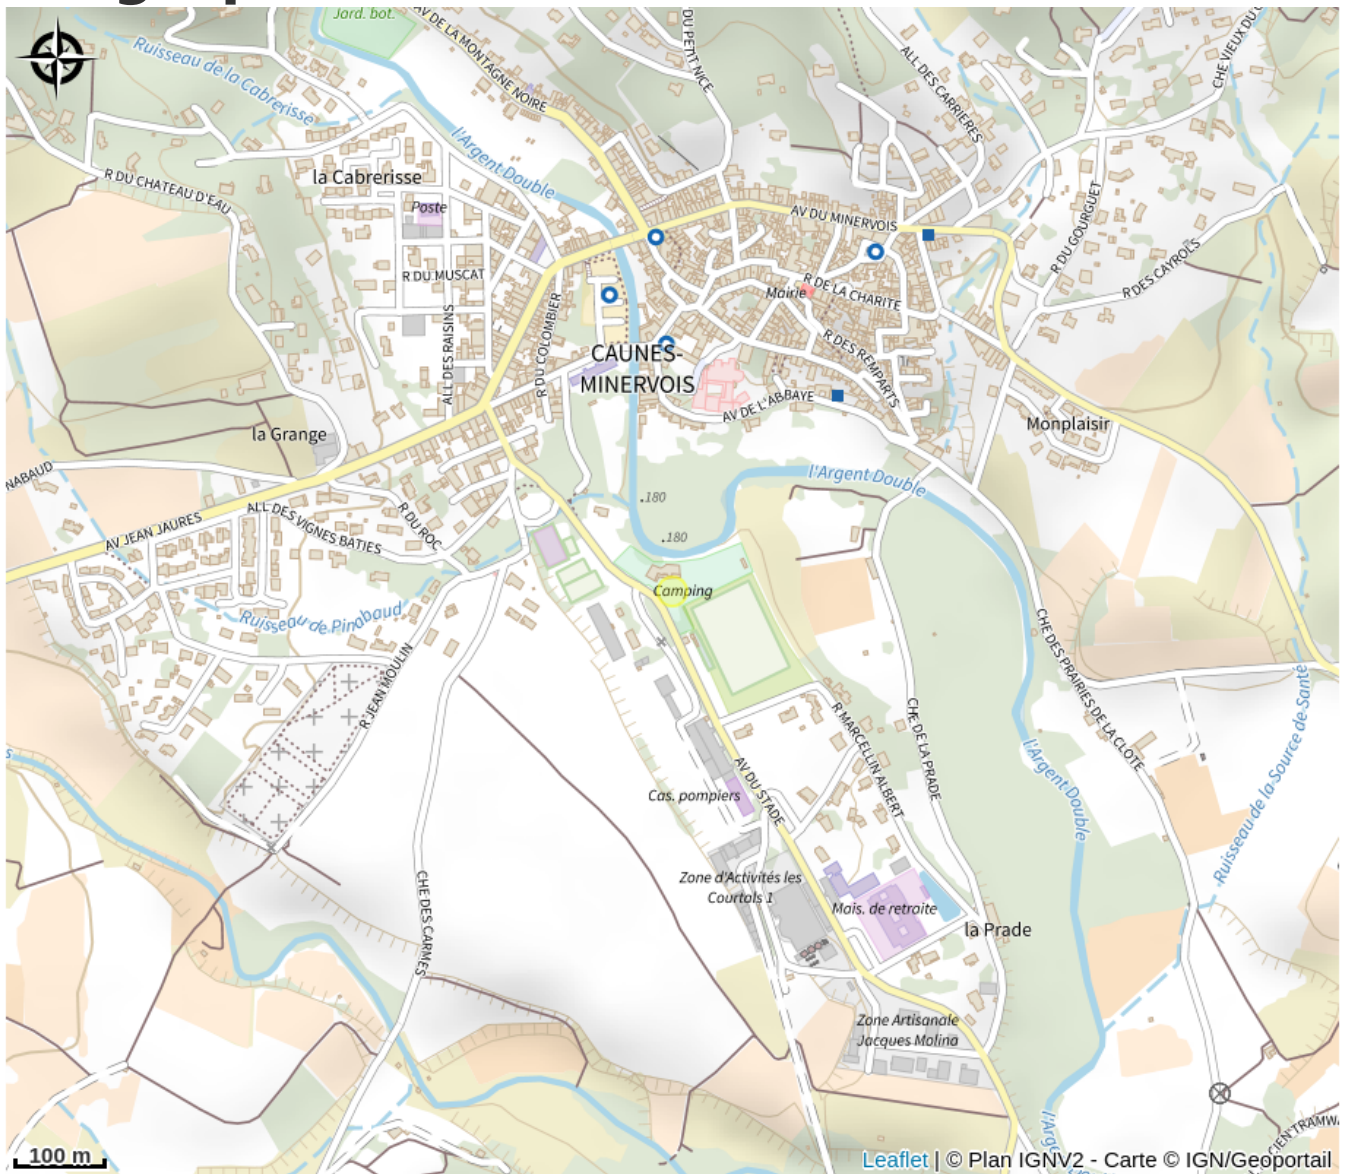 Jard. bot.
AV DE LA MONTAGNE NOIRE
DU PETIT NICE
ALL DES CARRIERES
CHE VIEUX DU C
Ruisseau de la Cabrerisse
l'Argent Double
la Cabrerisse
R DU CHATEAU D'EAU
Poste
AV DU MINERVOIS
R DU GOURGUET
R DES CAYROLS
R DU MUSCAT
Mairie
R DE LA CHARITE
ALL DES RAISINS
R DU COLOMBIER
CAUNES-
MINERVOIS
R DES REMPARTS
AV DE L'ABBAYE
Monplaisir
la Grange
NABAUD
l'Argent Double
.180
AV JEAN JAURES
ALL DES VIGNES BATIES
R DU ROC
.180
Camping
Ruisseau de Pinabaud
R JEAN MOULIN
CHE DES PRAIRIES DE LA CLOTE
Ruisseau de la Source de Santé
R MARCELLIN ALBERT
CHE DE LA PRADE
l'Argent Double
s
AV DU STADE
Cas. pompiers
CHE DES CARMES
Zone d'Activités les
Courtals 1
Mais. de retraite
la Prade
Zone Artisanale
Jacques Molina
l'Arge
NCIEN TRAMWA
100 m
Leaflet | © Plan IGNV2 - Carte © IGN/Geoportail